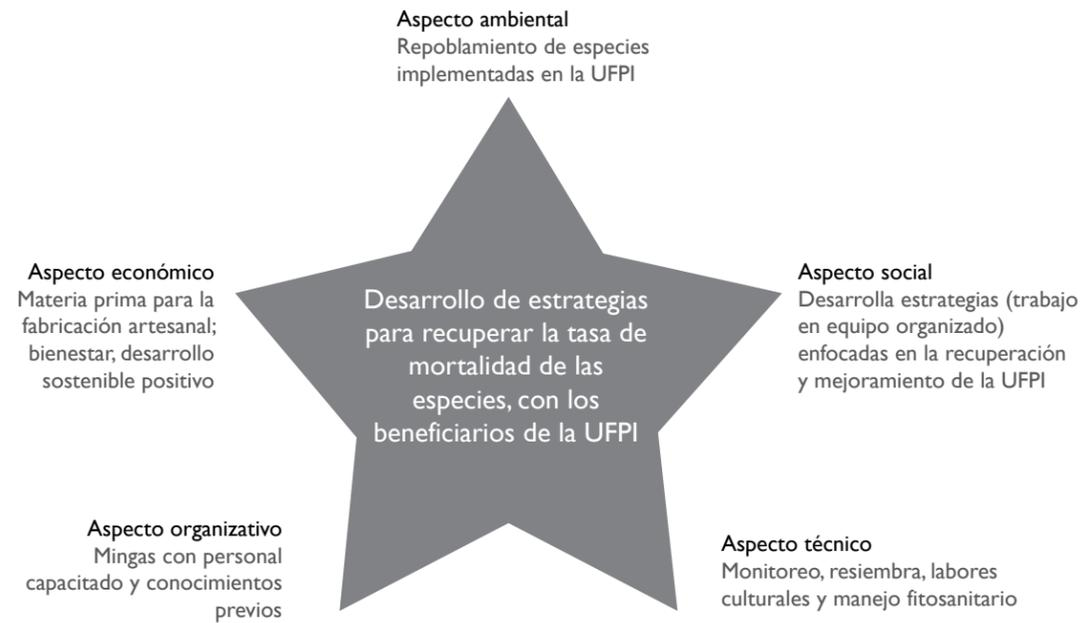 Aspecto ambiental
Repoblamiento de especies
implementadas en la UFPI
Aspecto económico
Materia prima para la
fabricación artesanal;
bienestar, desarrollo
sostenible positivo
Desarrollo de estrategias
para recuperar la tasa de
mortalidad de las
especies, con los
beneficiarios de la UFPI
Aspecto social
Desarrolla estrategias (trabajo
en equipo organizado)
enfocadas en la recuperación
y mejoramiento de la UFPI
Aspecto organizativo
Mingas con personal
capacitado y conocimientos
previos
Aspecto técnico
Monitoreo, resiembra, labores
culturales y manejo fitosanitario